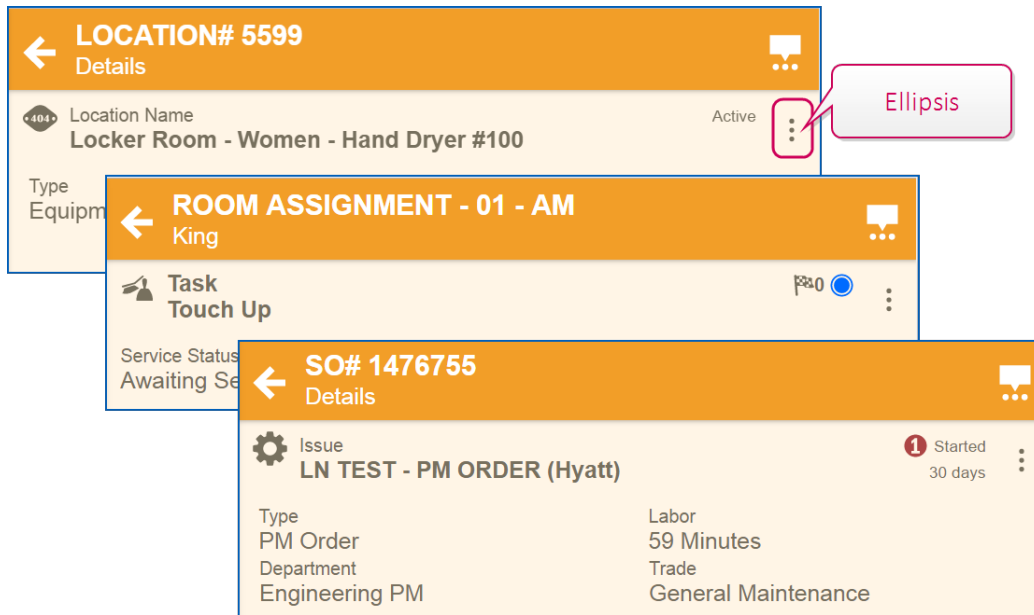 LOCATION# 5599
Details
404
Location Name
Active
Locker Room - Women - Hand Dryer #100
Ellipsis
Type
Equipm
ROOM ASSIGNMENT - 01 - AM
King
Task
0
Touch Up
Service Status
Awaiting Se
SO# 1476755
Details
Issue
1 Started
LN TEST - PM ORDER (Hyatt)
30 days
Type
Labor
PM Order
59 Minutes
Department
Trade
Engineering PM
General Maintenance